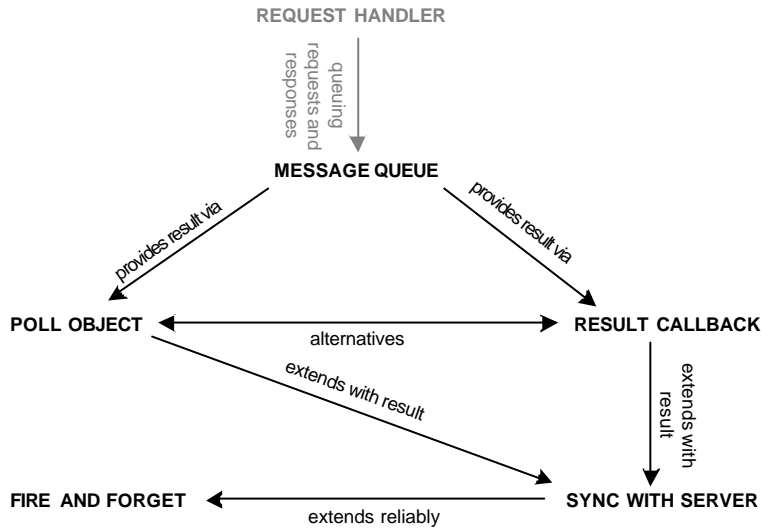 REQUEST HANDLER
queuing
requests and
responses
MESSAGE QUEUE
provides result via
provides result via
POLL OBJECT
alternatives
RESULT CALLBACK
extends with result
extends with
result
FIRE AND FORGET
extends reliably
SYNC WITH SERVER